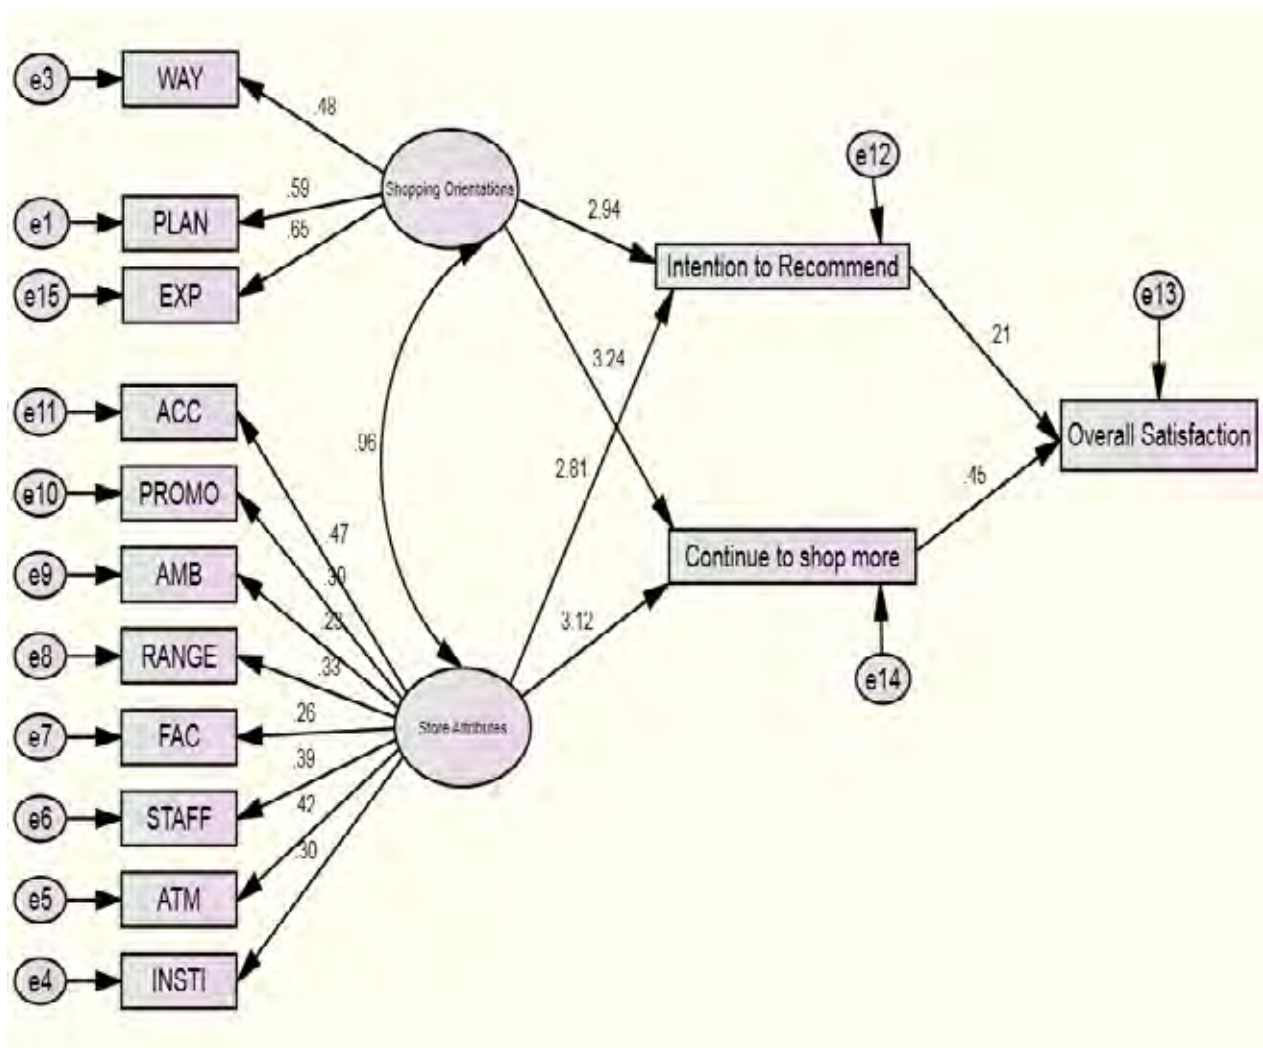 e3
WAY
.48
e1
PLAN
.59
e15
EXP
.65
Shopping Orientations
e12
2.94
Intention to Recommend
e13
.21
3.24
2.81
.96
Overall Satisfaction
.45
Continue to shop more
3.12
e14
e11
ACC
.47
e10
PROMO
.30
e9
AMB
.23
e8
RANGE
.33
e7
FAC
.26
Store Attributes
e6
STAFF
.39
e5
ATM
.42
e4
INSTI
.30